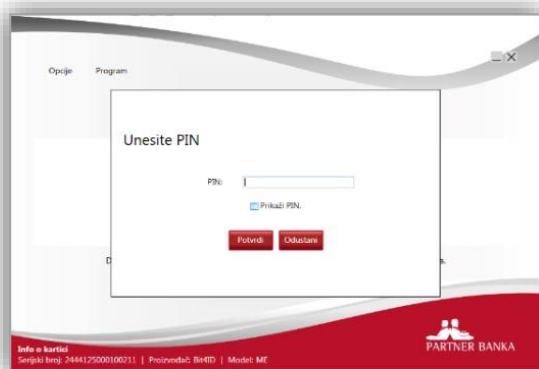 Opcije Program
Unesite PIN
PIN:
Prikaži PIN.
Potvrdi Odustani
D
a.
PARTNER BANKA
Info o kartici
Serijski broj: 2444125000100211 | Proizvođač: Bit4ID | Model: ME